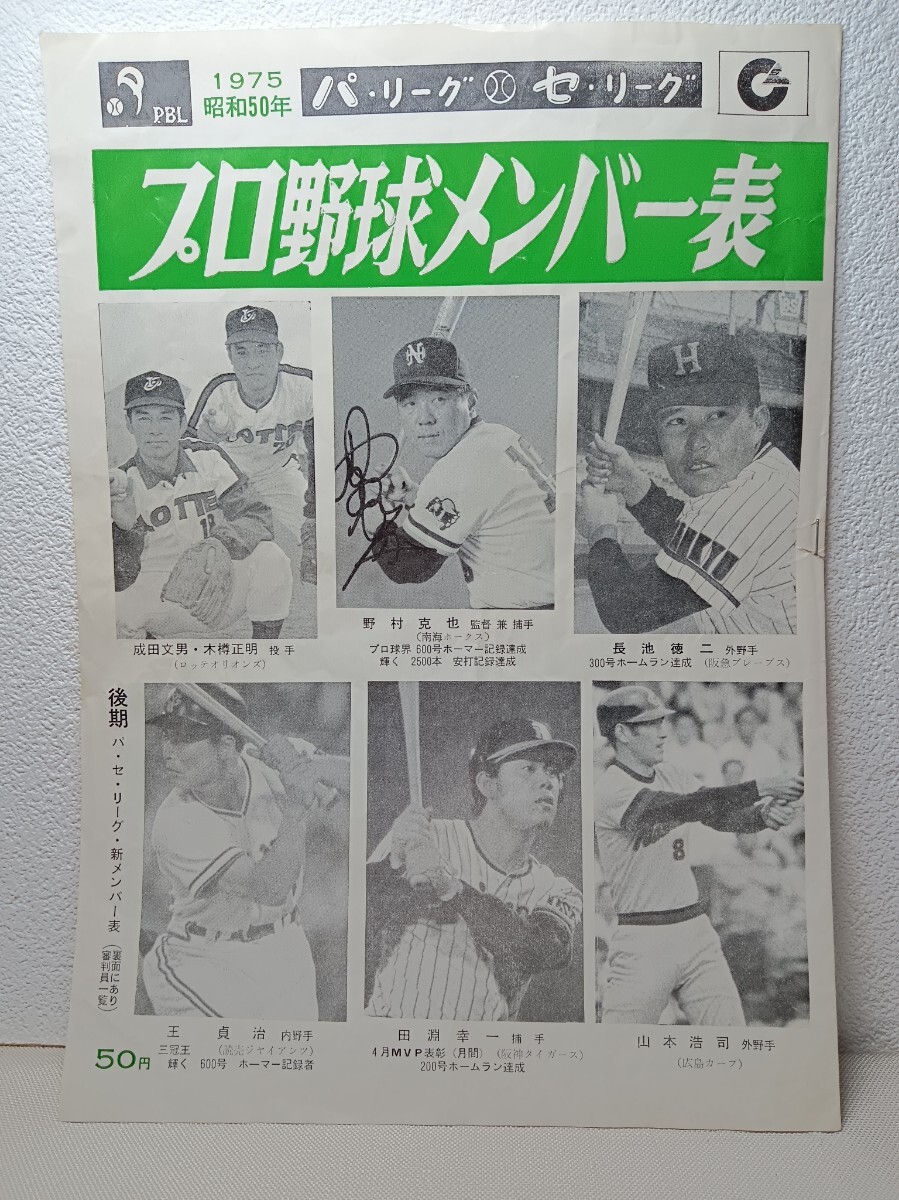 PBL
1975
昭和50年
パ・リーグ セ・リーグ
プロ野球メンバー表
成田文男・木樽正明 投手
(ロッテオリオンズ)
野村克也 監督兼捕手
(南海ホークス)
プロ球界 600号ホーマー記録達成
輝く 2500本 安打記録達成
長池徳二 外野手
300号ホームラン達成 (阪急ブレーブス)
後期 パ・セ・リーグ・新メンバー表 (裏面にあり審判員一覧)
王貞治 内野手
三冠王 (読売ジャイアンツ)
輝く 600号 ホーマー記録者
田淵幸一 捕手
4月MVP表彰(月間) (阪神タイガース)
200号ホームラン達成
山本浩司 外野手
(広島カープ)
50円
LOTTE
H
8